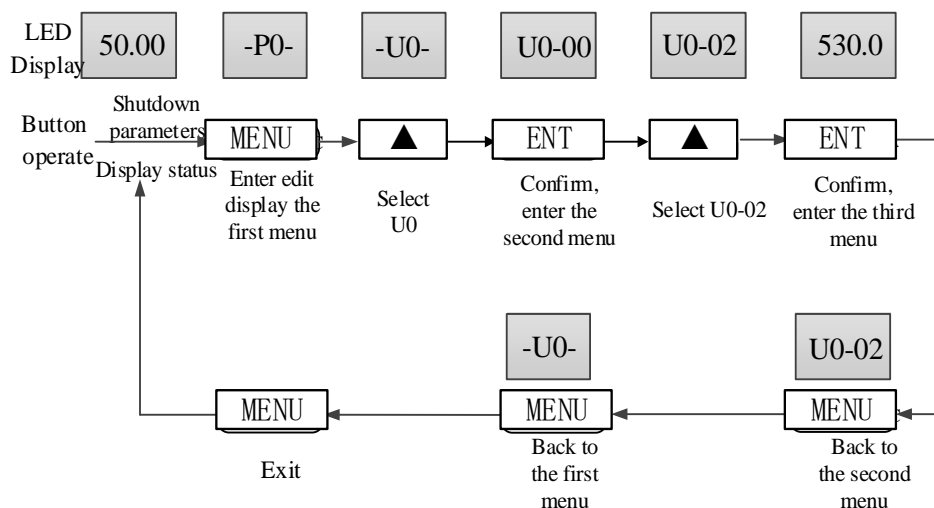 LED
Display
50.00
-P0-
-U0-
U0-00
U0-02
530.0
Button
operate
Shutdown
parameters
Display status
MENU
▲
ENT
▲
ENT
Enter edit
display the
first menu
Select
U0
Confirm,
enter the
second menu
Select U0-02
Confirm,
enter the third
menu
-U0-
U0-02
MENU
MENU
MENU
Exit
Back to
the first
menu
Back to
the second
menu